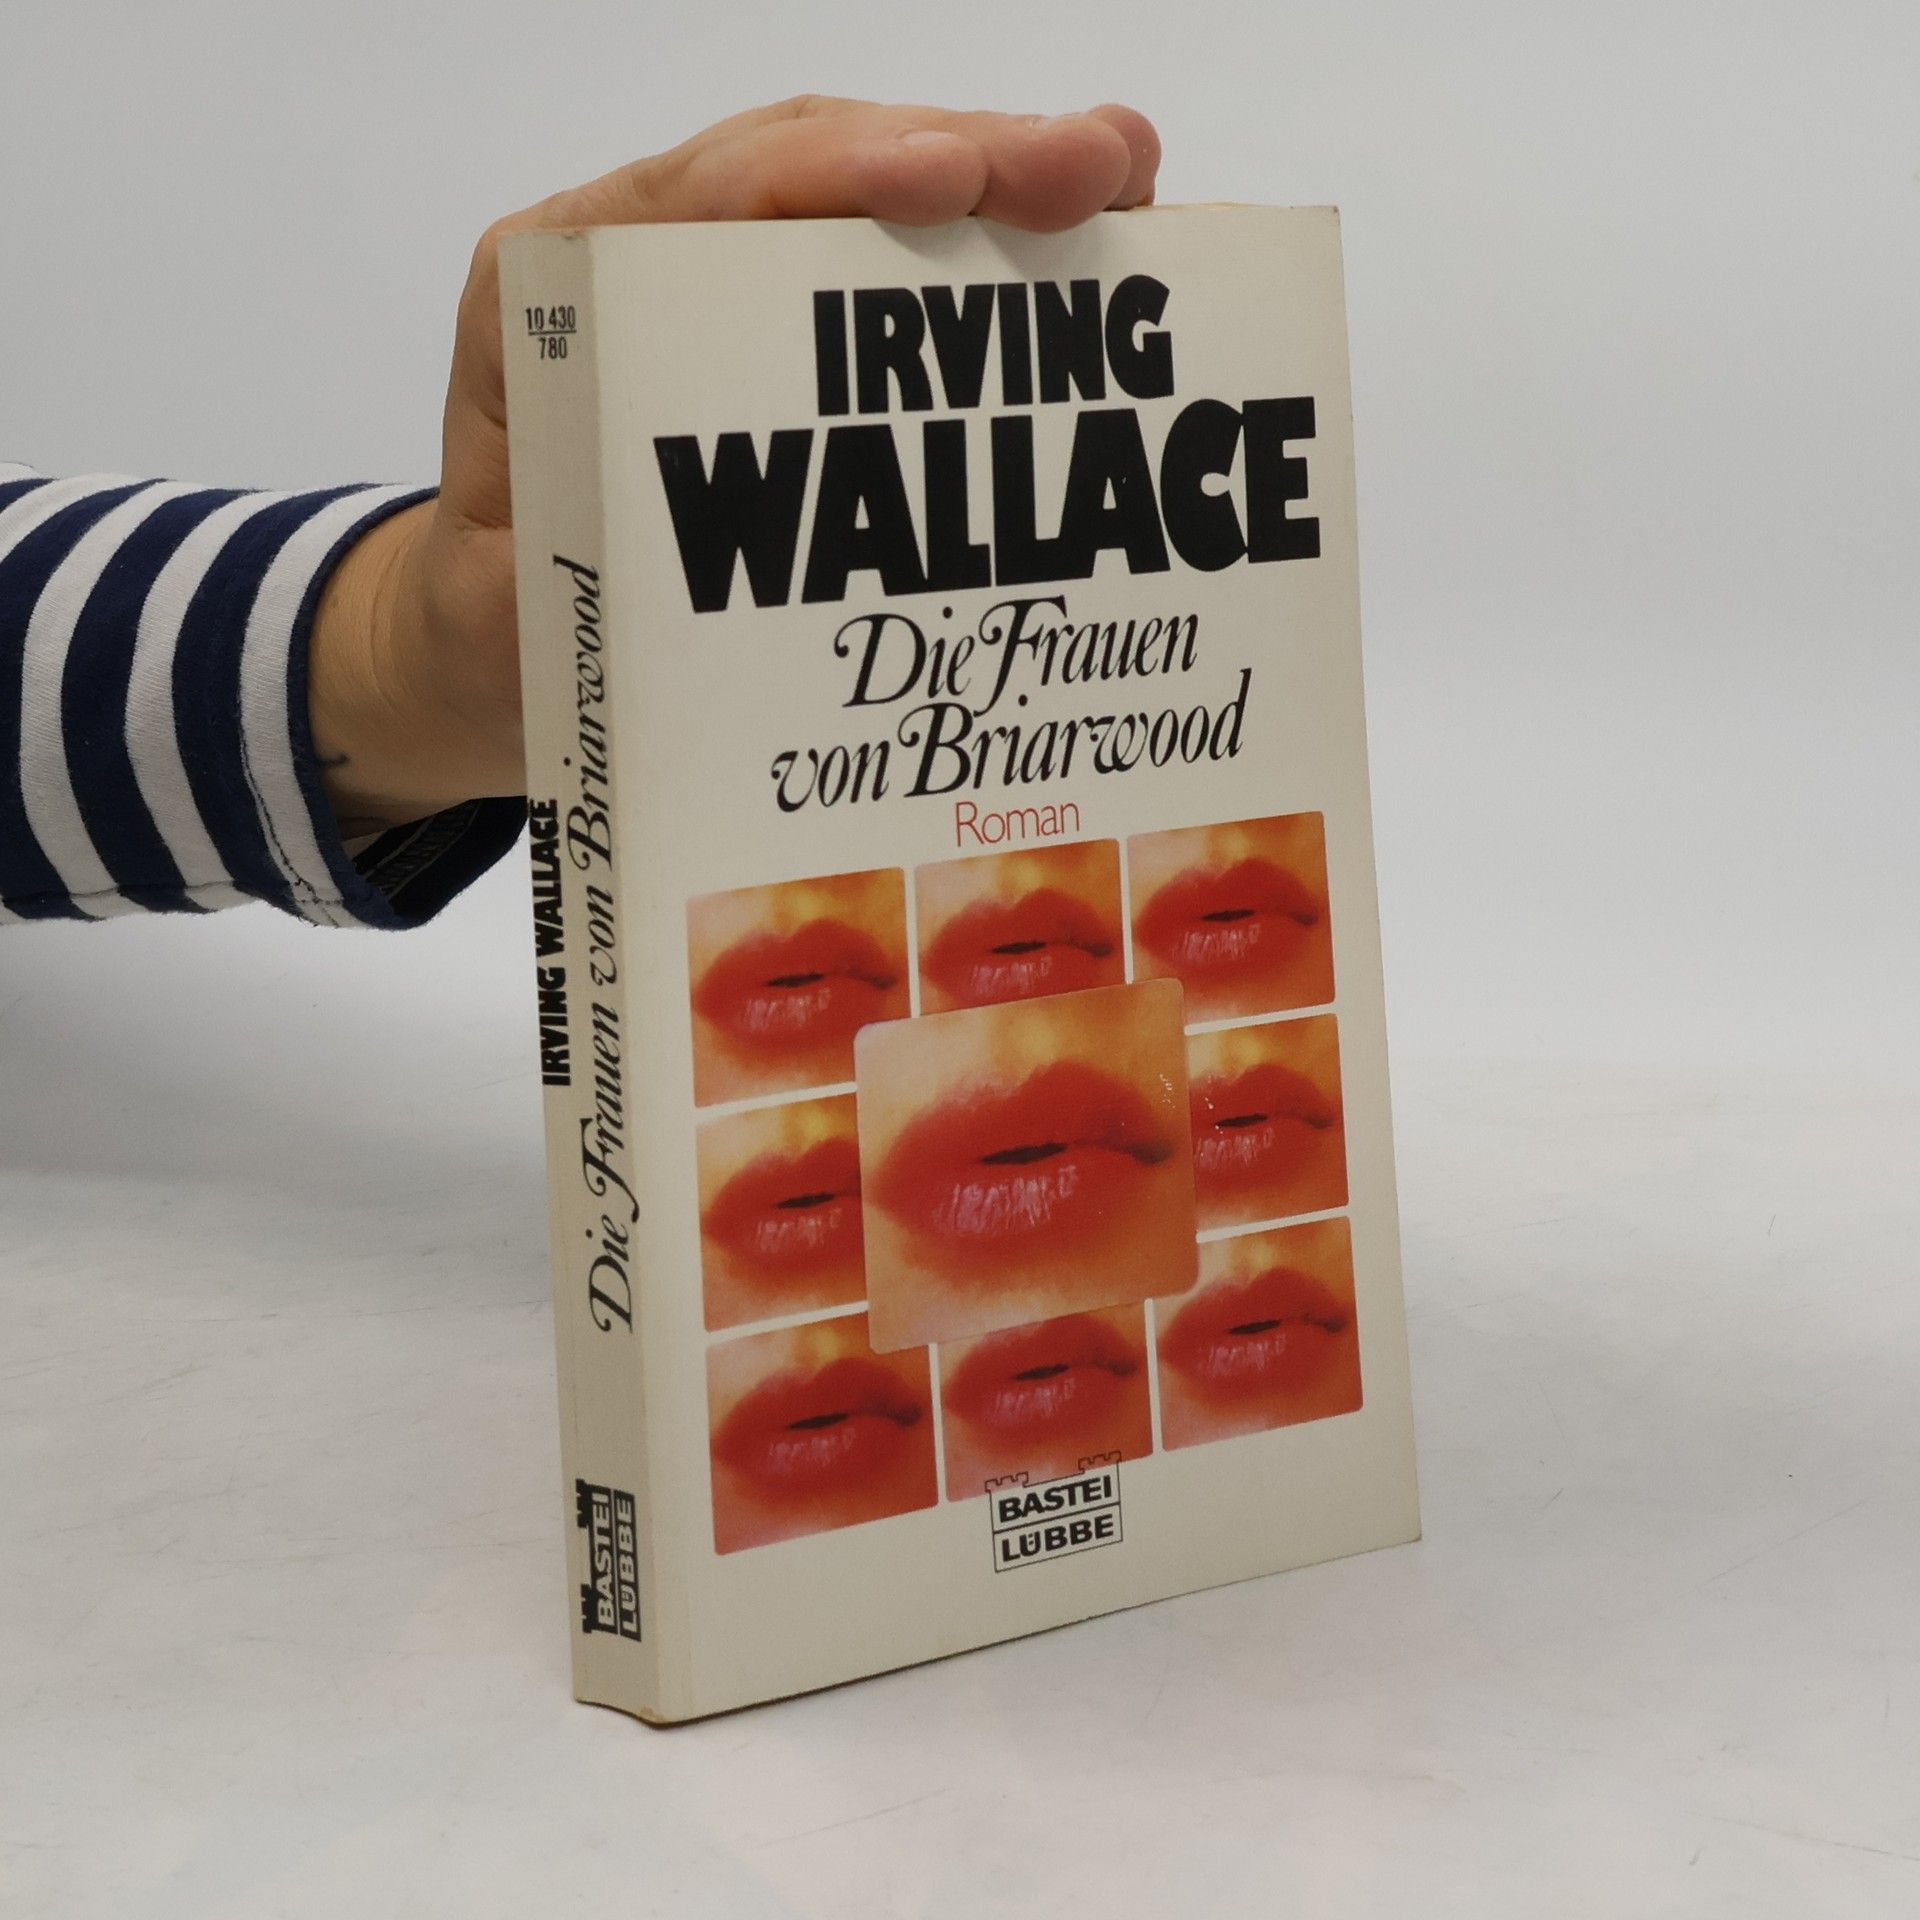 10 430
780
IRVING WALLACE
Die Frauen von Briarwood
BASTEI
LÜBBE
IRVING
WALLACE
Die Frauen
von Briarwood
Roman
BASTEI
LÜBBE